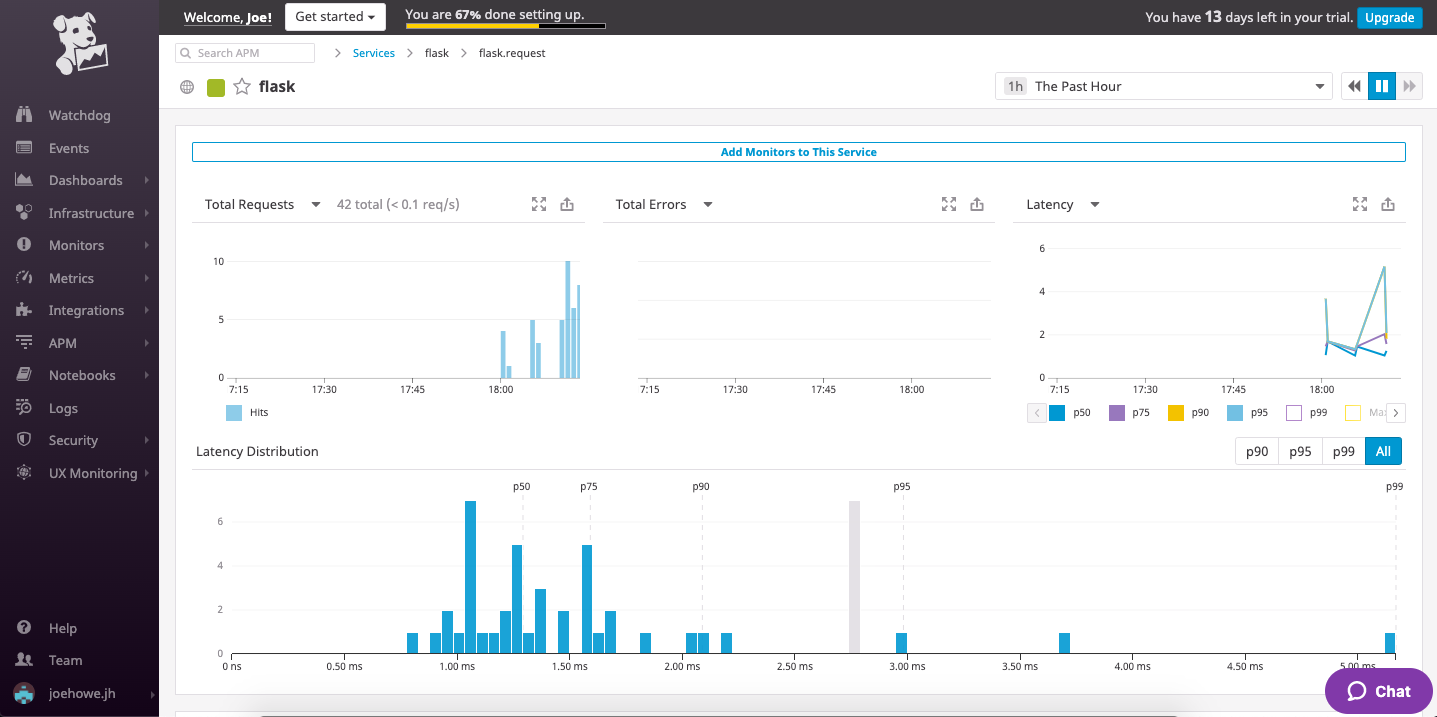 Welcome, Joe!
Get started
You are 67% done setting up.
You have 13 days left in your trial.
Upgrade
Search APM
Services
flask
flask.request
flask
1h The Past Hour
Watchdog
Events
Dashboards
Infrastructure
Monitors
Metrics
Integrations
APM
Notebooks
Logs
Security
UX Monitoring
Help
Team
joehowe.jh
Add Monitors to This Service
Total Requests
42 total (< 0.1 req/s)
10
5
0
7:15 17:30 17:45 18:00
Hits
Total Errors
7:15 17:30 17:45 18:00
Latency
6
4
2
0
7:15 17:30 17:45 18:00
p50 p75 p90 p95 p99
Latency Distribution
p90 p95 p99 All
p50 p75 p90 p95 p99
6
4
2
0
0 ns 0.50 ms 1.00 ms 1.50 ms 2.00 ms 2.50 ms 3.00 ms 3.50 ms 4.00 ms 4.50 ms 5.00 ms
Chat